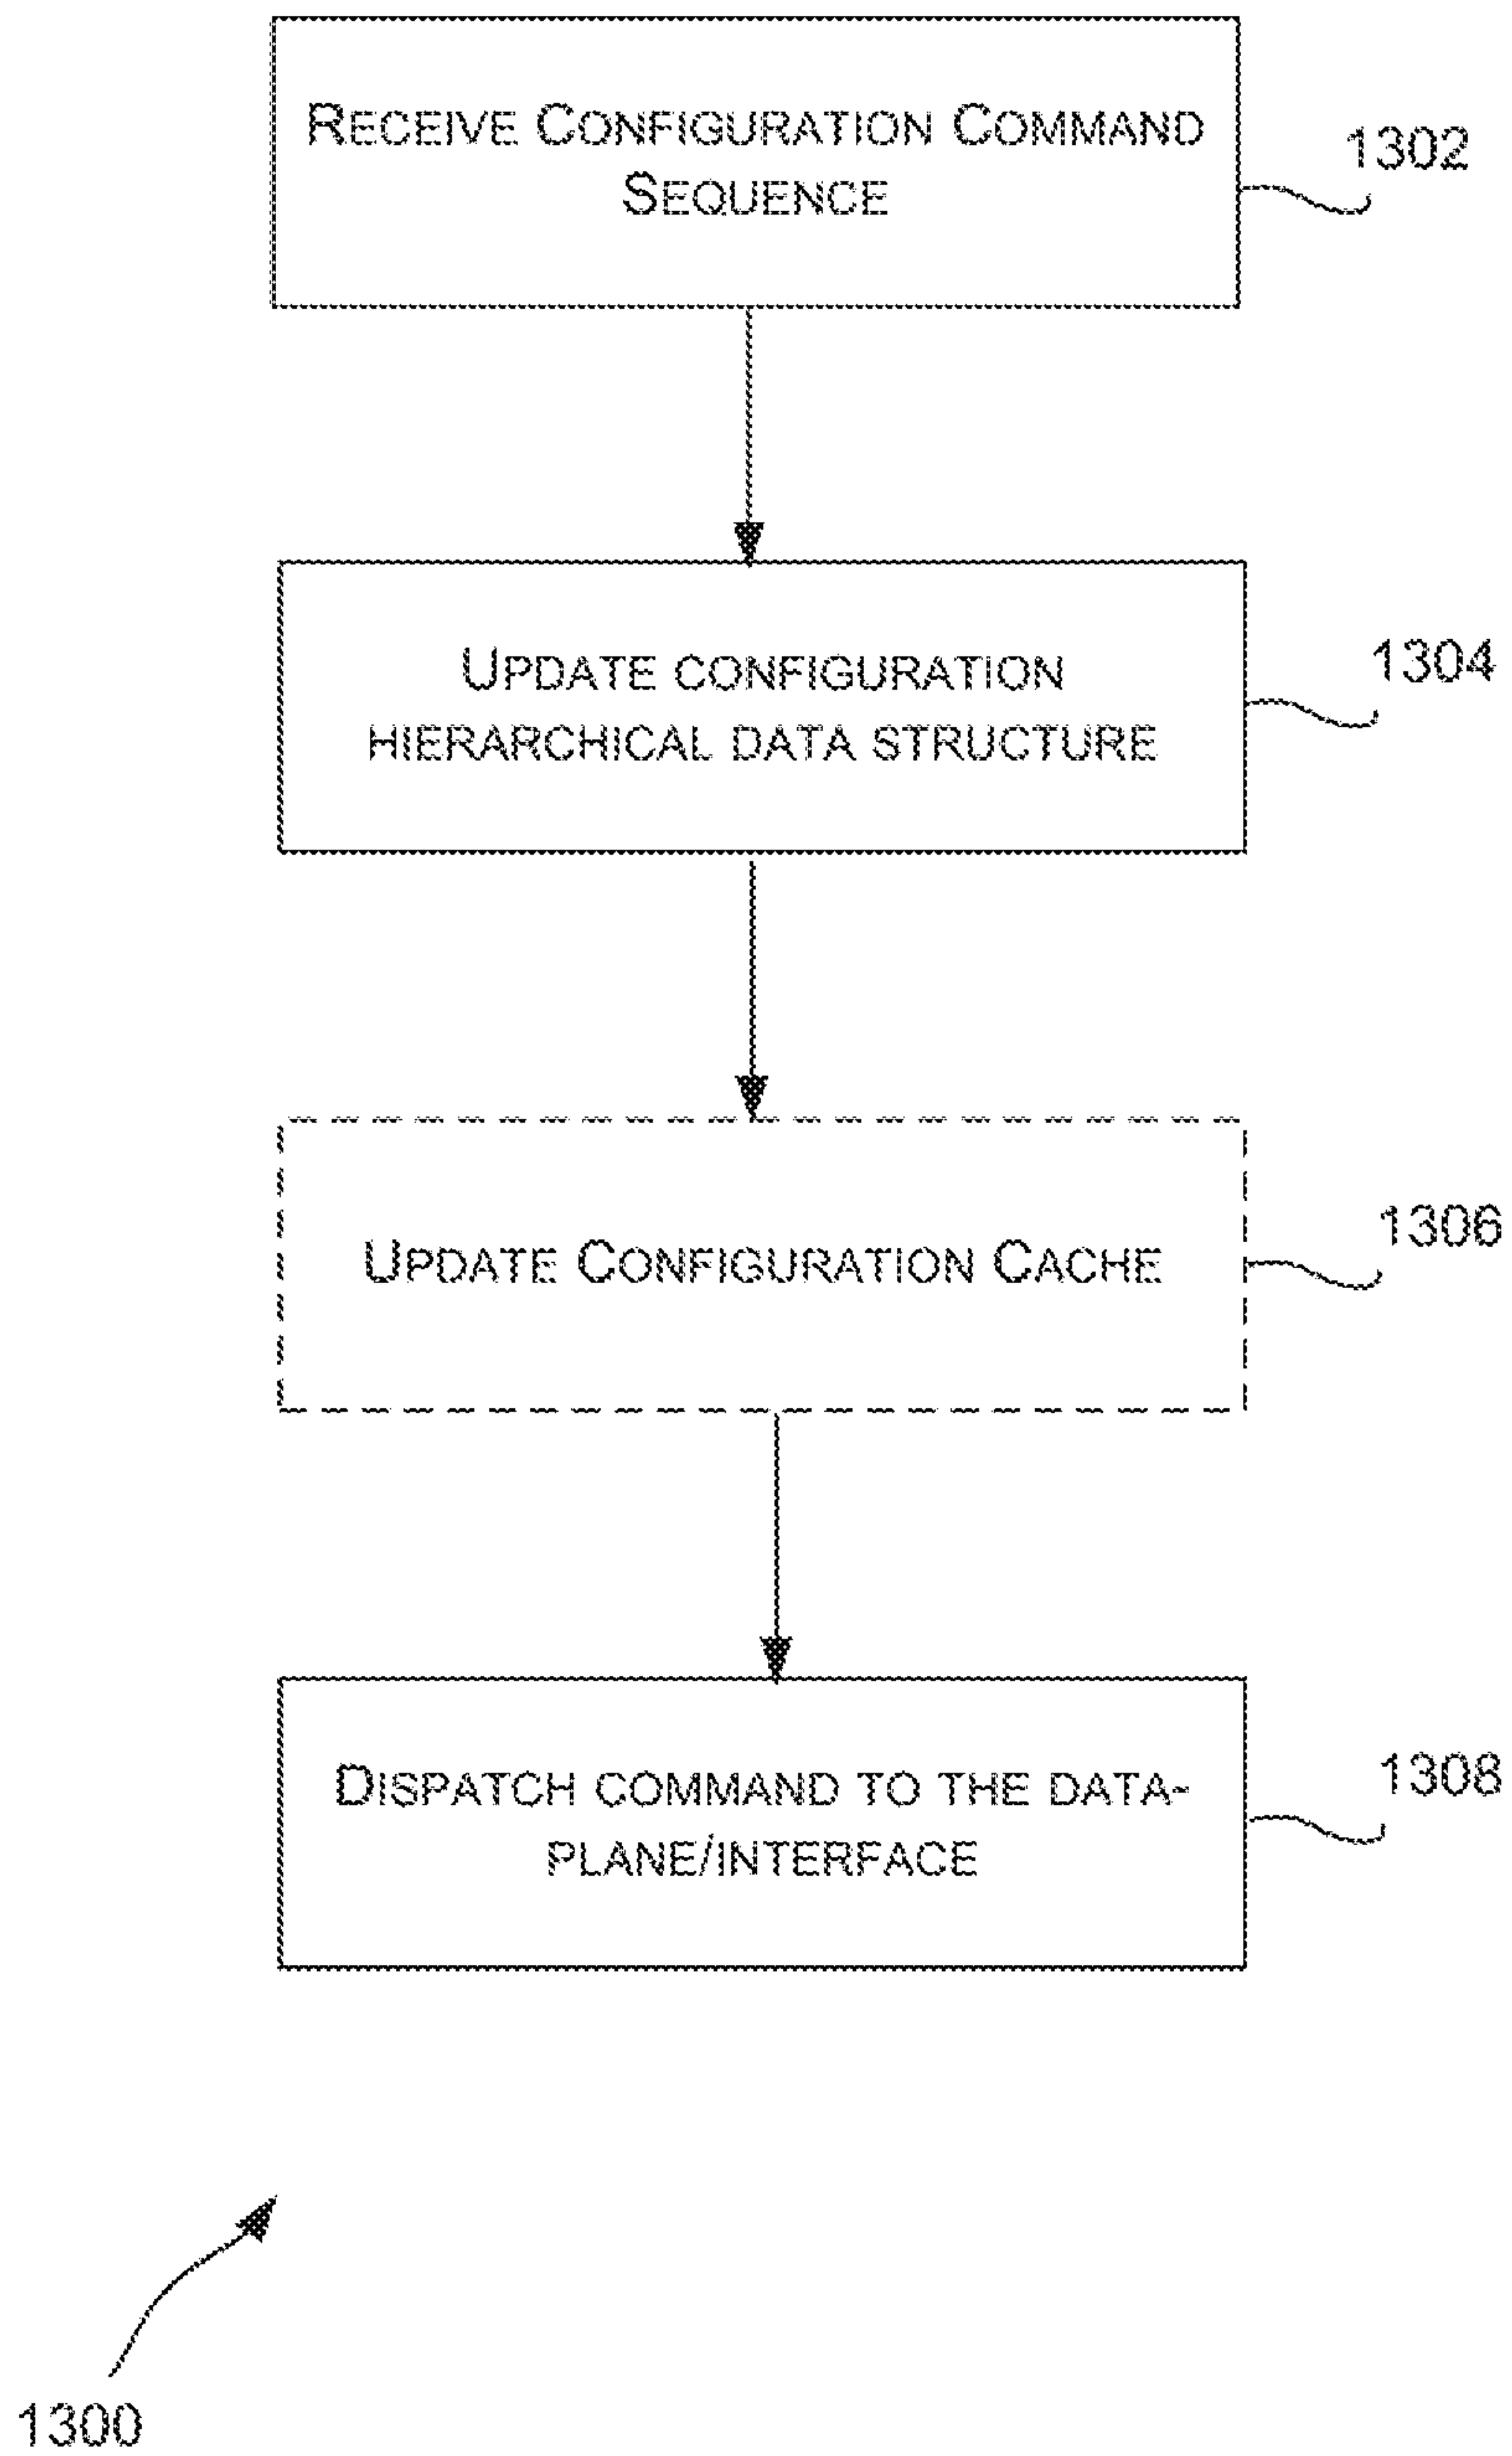 RECEIVE CONFIGURATION COMMAND
SEQUENCE
1302
UPDATE CONFIGURATION
HIERARCHICAL DATA STRUCTURE
1304
UPDATE CONFIGURATION CACHE
1306
DISPATCH COMMAND TO THE DATA-
PLANE/INTERFACE
1308
1300